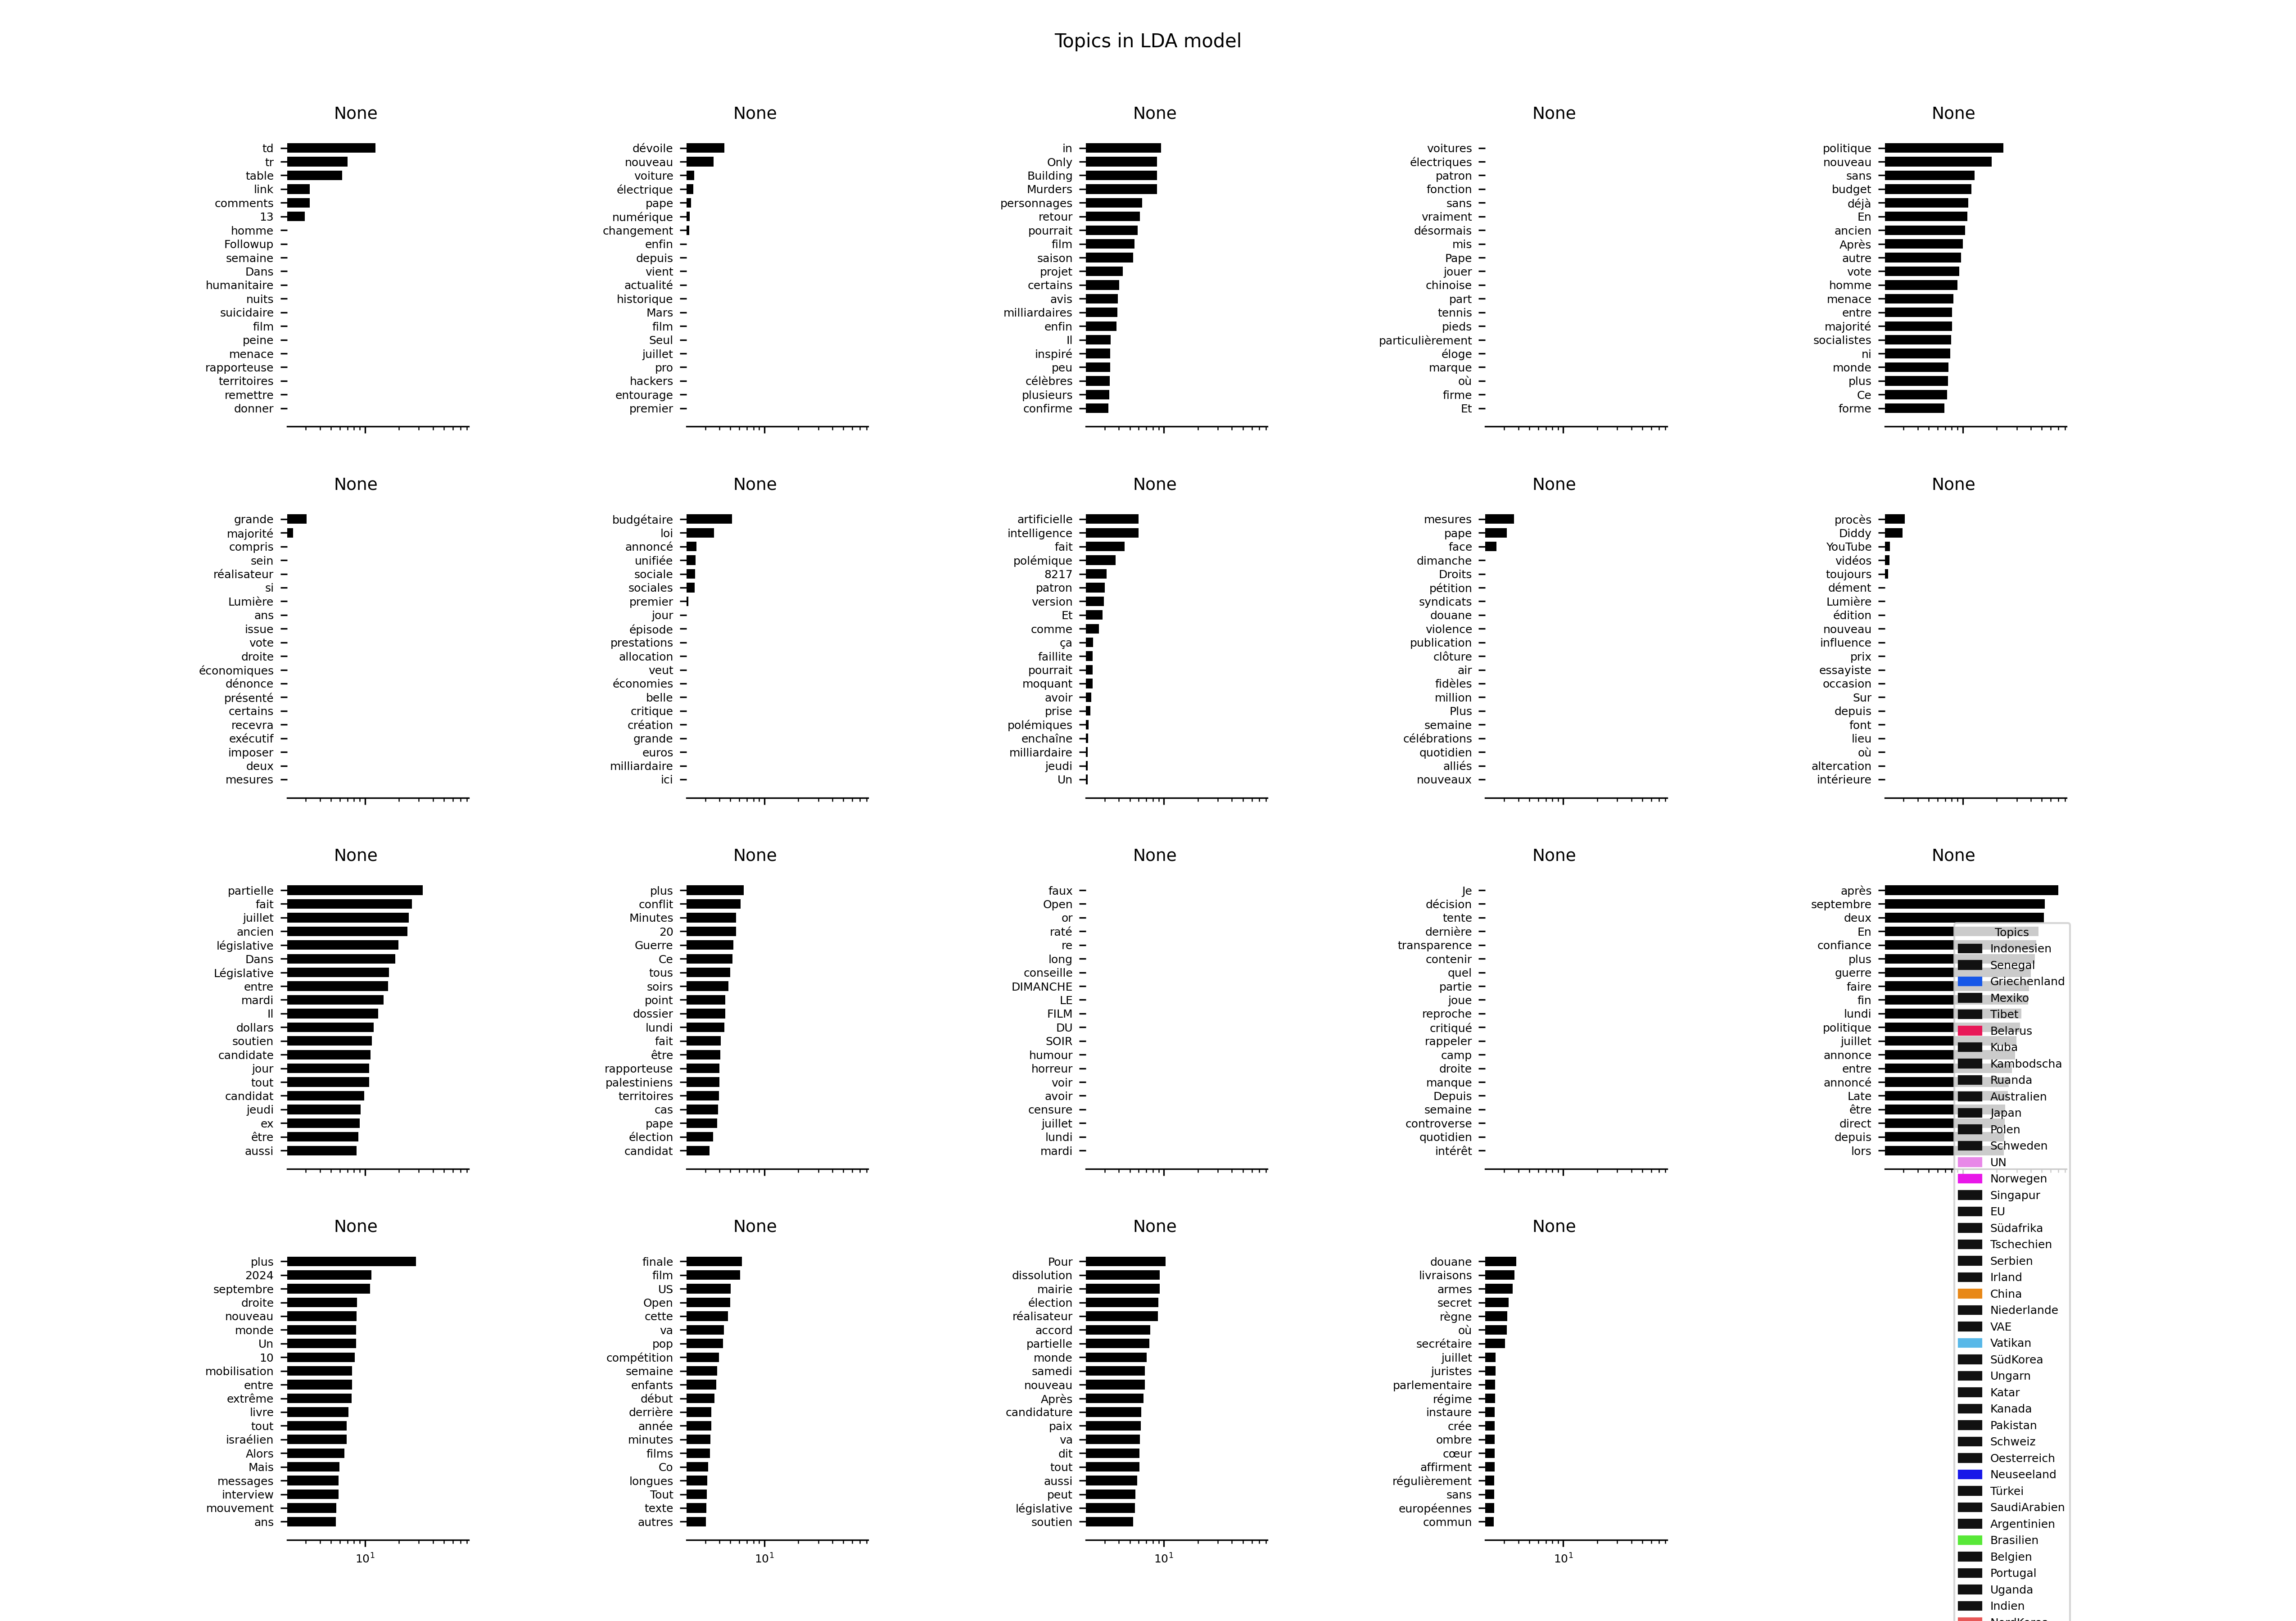 Topics in LDA model
None
td
tr
table
link
comments
13
homme
Followup
semaine
Dans
humanitaire
nuits
suicidaire
film
peine
menace
rapporteuse
territoires
remettre
donner
None
dévoile
nouveau
voiture
électrique
pape
numérique
changement
enfin
depuis
vient
actualité
historique
Mars
film
Seul
juillet
pro
hackers
entourage
premier
None
in
Only
Building
Murders
personnages
retour
pourrait
film
saison
projet
certains
avis
milliardaires
enfin
Il
inspiré
peu
célèbres
plusieurs
confirme
None
voitures
électriques
patron
fonction
sans
vraiment
désormais
mis
Pape
jouer
chinoise
part
tennis
pieds
particulièrement
éloge
marque
où
firme
Et
None
politique
nouveau
sans
budget
déjà
En
ancien
Après
autre
vote
homme
menace
entre
majorité
socialistes
ni
monde
plus
Ce
forme
None
grande
majorité
compris
sein
réalisateur
si
Lumière
ans
issue
vote
droite
économiques
dénonce
présenté
certains
recevra
exécutif
imposer
deux
mesures
None
budgétaire
loi
annoncé
unifiée
sociale
sociales
premier
jour
épisode
prestations
allocation
veut
économies
belle
critique
création
grande
euros
milliardaire
ici
None
artificielle
intelligence
fait
polémique
8217
patron
version
Et
comme
ça
faillite
pourrait
moquant
avoir
prise
polémiques
enchaîne
milliardaire
jeudi
Un
None
mesures
pape
face
dimanche
Droits
pétition
syndicats
douane
violence
publication
clôture
air
fidèles
million
Plus
semaine
célébrations
quotidien
alliés
nouveaux
None
procès
Diddy
YouTube
vidéos
toujours
dément
Lumière
édition
nouveau
influence
prix
essayiste
occasion
Sur
depuis
font
lieu
où
altercation
intérieure
None
partielle
fait
juillet
ancien
législative
Dans
Législative
entre
mardi
Il
dollars
soutien
candidate
jour
tout
candidat
jeudi
ex
être
aussi
None
plus
conflit
Minutes
20
Guerre
Ce
tous
soirs
point
dossier
lundi
fait
être
rapporteuse
palestiniens
territoires
cas
pape
élection
candidat
None
faux
Open
or
raté
re
long
conseille
DIMANCHE
LE
FILM
DU
SOIR
humour
horreur
voir
avoir
censure
juillet
lundi
mardi
None
Je
décision
tente
dernière
transparence
contenir
quel
partie
joue
reproche
critiqué
rappeler
camp
droite
manque
Depuis
semaine
controverse
quotidien
intérêt
None
après
septembre
deux
En
confiance
plus
guerre
faire
fin
lundi
politique
juillet
annonce
entre
annoncé
Late
être
direct
depuis
lors
None
plus
2024
septembre
droite
nouveau
monde
Un
10
mobilisation
entre
extrême
livre
tout
israélien
Alors
Mais
messages
interview
mouvement
ans
10¹
None
finale
film
US
Open
cette
va
pop
compétition
semaine
enfants
début
derrière
année
minutes
films
Co
longues
Tout
texte
autres
10¹
None
Pour
dissolution
mairie
élection
réalisateur
accord
partielle
monde
samedi
nouveau
Après
candidature
paix
va
dit
tout
aussi
peut
législative
soutien
10¹
None
douane
livraisons
armes
secret
règne
où
secrétaire
juillet
juristes
parlementaire
régime
instaure
crée
ombre
cœur
affirment
régulièrement
sans
européennes
commun
10¹
Topics
Indonesien
Senegal
Griechenland
Mexiko
Tibet
Belarus
Kuba
Kambodscha
Ruanda
Australien
Japan
Polen
Schweden
UN
Norwegen
Singapur
EU
Südafrika
Tschechien
Serbien
Irland
China
Niederlande
VAE
Vatikan
SüdKorea
Ungarn
Katar
Kanada
Pakistan
Schweiz
Oesterreich
Neuseeland
Türkei
SaudiArabien
Argentinien
Brasilien
Belgien
Portugal
Uganda
Indien